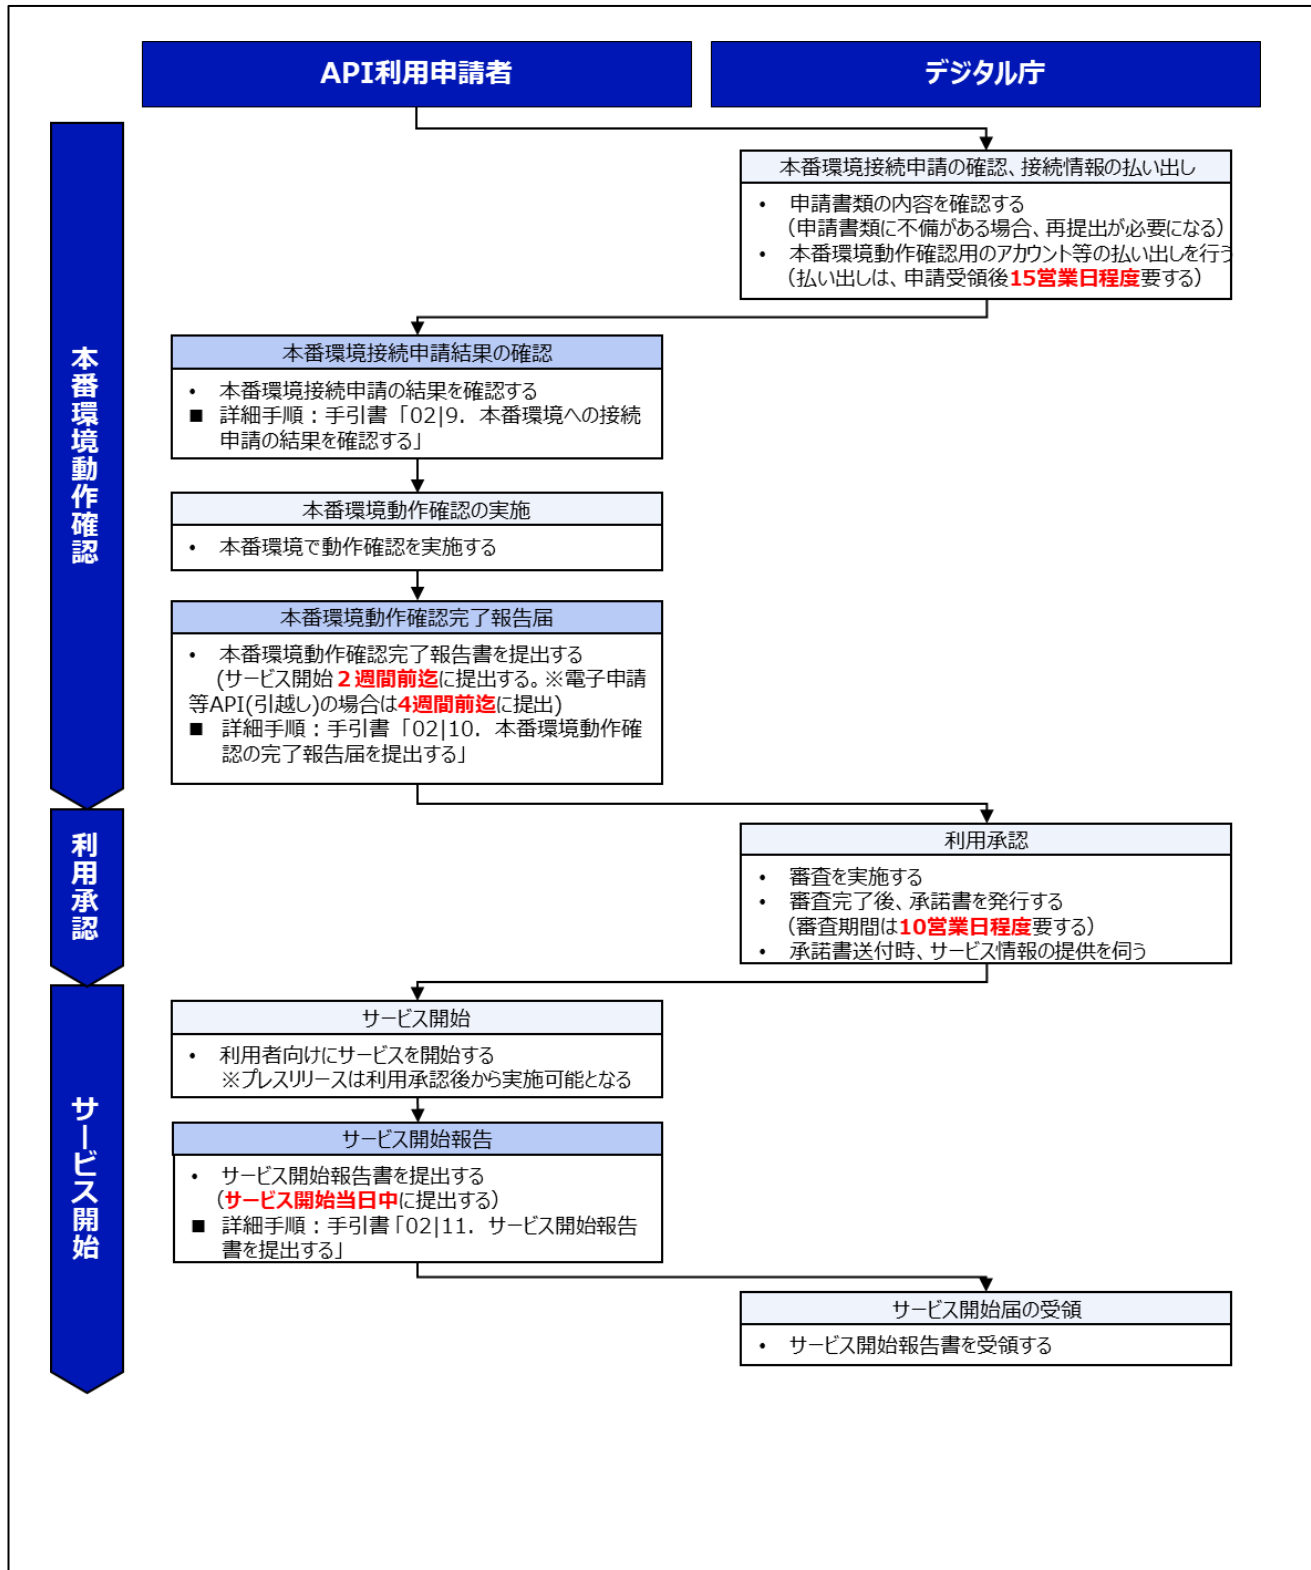 API利用申請者
デジタル庁
本番環境動作確認
本番環境接続申請の確認、接続情報の払い出し
• 申請書類の内容を確認する
（申請書類に不備がある場合、再提出が必要になる）
• 本番環境動作確認用のアカウント等の払い出しを行う
（払い出しは、申請受領後15営業日程度要する）
本番環境接続申請結果の確認
• 本番環境接続申請の結果を確認する
■ 詳細手順：手引書「02|9．本番環境への接続
申請の結果を確認する」
本番環境動作確認の実施
• 本番環境で動作確認を実施する
本番環境動作確認完了報告届
• 本番環境動作確認完了報告書を提出する
(サービス開始２週間前迄に提出する。※電子申請
等API(引越し)の場合は4週間前迄に提出)
■ 詳細手順：手引書「02|10．本番環境動作確
認の完了報告届を提出する」
利用承認
利用承認
• 審査を実施する
• 審査完了後、承諾書を発行する
（審査期間は10営業日程度要する）
• 承諾書送付時、サービス情報の提供を伺う
サービス開始
サービス開始
• 利用者向けにサービスを開始する
※プレスリリースは利用承認後から実施可能となる
サービス開始報告
• サービス開始報告書を提出する
（サービス開始当日中に提出する）
■ 詳細手順：手引書「02|11．サービス開始報告
書を提出する」
サービス開始届の受領
• サービス開始報告書を受領する